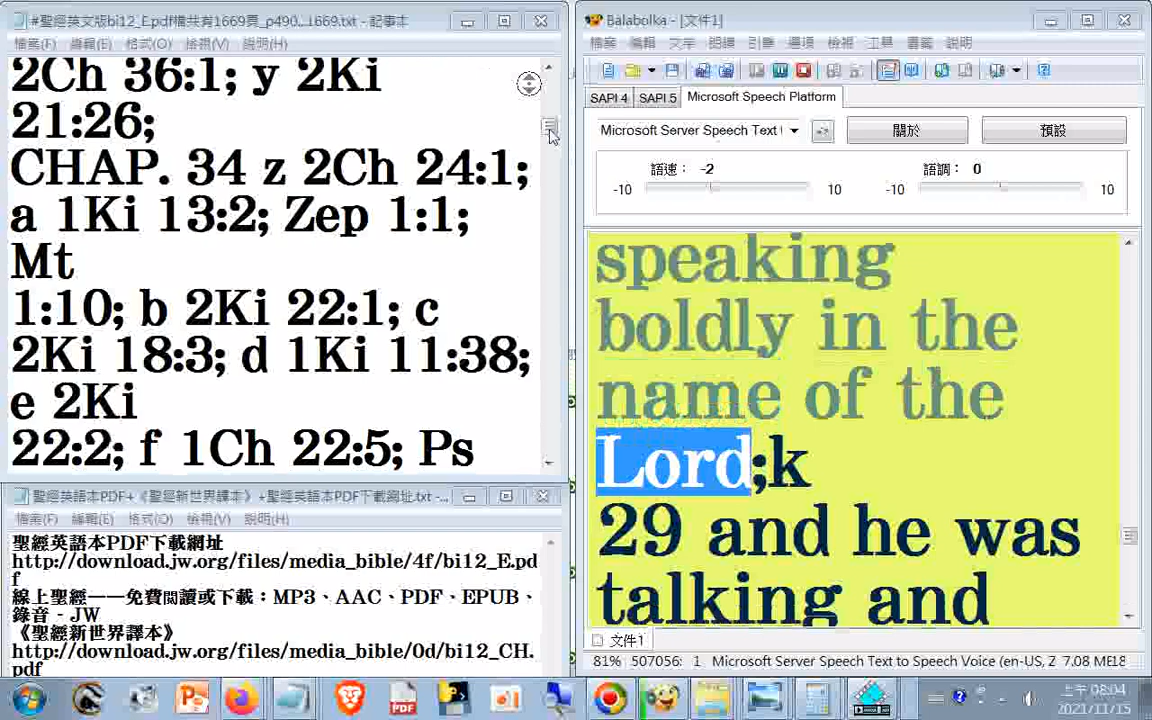 #聖經英文版bi12_E.pdf檔共有1669頁_p490...1669.txt - 記事本
檔案(F) 編輯(E) 格式(O) 檢視(V) 說明(H)
2Ch 36:1; y 2Ki
21:26;
CHAP. 34 z 2Ch 24:1;
a 1Ki 13:2; Zep 1:1;
Mt
1:10; b 2Ki 22:1; c
2Ki 18:3; d 1Ki 11:38;
e 2Ki
22:2; f 1Ch 22:5; Ps
聖經英語本PDF+《聖經新世界譯本》+聖經英語本PDF下載網址.txt -...
檔案(F) 編輯(E) 格式(O) 檢視(V) 說明(H)
聖經英語本PDF下載網址
http://download.jw.org/files/media_bible/4f/bi12_E.pd
f
線上聖經——免費閱讀或下載：MP3、AAC、PDF、EPUB、
錄音 - JW
《聖經新世界譯本》
http://download.jw.org/files/media_bible/0d/bi12_CH.
pdf
Balabolka - [文件1]
檔案 編輯 文字 朗讀 引擎 選項 檢視 工具 書籤 說明
SAPI 4 SAPI 5 Microsoft Speech Platform
Microsoft Server Speech Text 關於 預設
語速： -2 語調： 0
-10 10 -10 10
speaking
boldly in the
name of the
Lord;k
29 and he was
talking and
文件1
81% 507056: 1 Microsoft Server Speech Text to Speech Voice (en-US, Z 7.08 ME
上午 08:04
2021/11/15